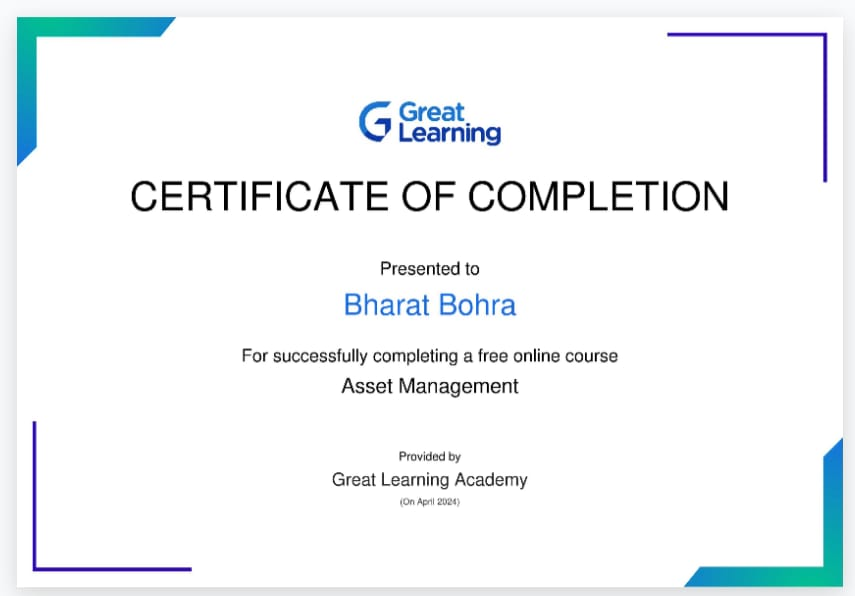 Great
Learning
CERTIFICATE OF COMPLETION
Presented to
Bharat Bohra
For successfully completing a free online course
Asset Management
Provided by
Great Learning Academy
(On April 2024)